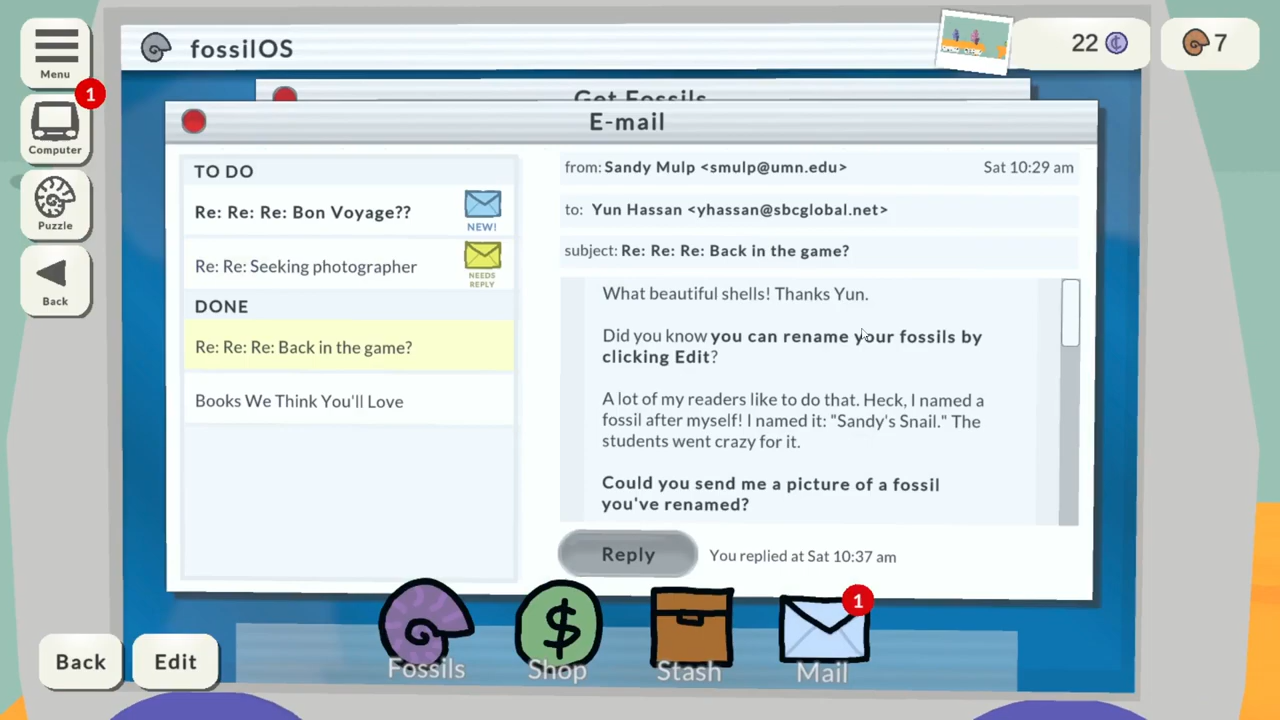 Menu
1
Computer
Puzzle
Back
fossilOS
22
7
Get Fossils
E-mail
TO DO
Re: Re: Re: Bon Voyage??
NEW!
Re: Re: Seeking photographer
NEEDS
REPLY
DONE
Re: Re: Re: Back in the game?
Books We Think You'll Love
from: Sandy Mulp <smulp@umn.edu>
Sat 10:29 am
to: Yun Hassan <yhassan@sbcglobal.net>
subject: Re: Re: Re: Back in the game?
What beautiful shells! Thanks Yun.
Did you know you can rename your fossils by
clicking Edit?
A lot of my readers like to do that. Heck, I named a
fossil after myself! I named it: "Sandy's Snail." The
students went crazy for it.
Could you send me a picture of a fossil
you've renamed?
Reply
You replied at Sat 10:37 am
Back
Edit
Fossils
$
Shop
Stash
1
Mail